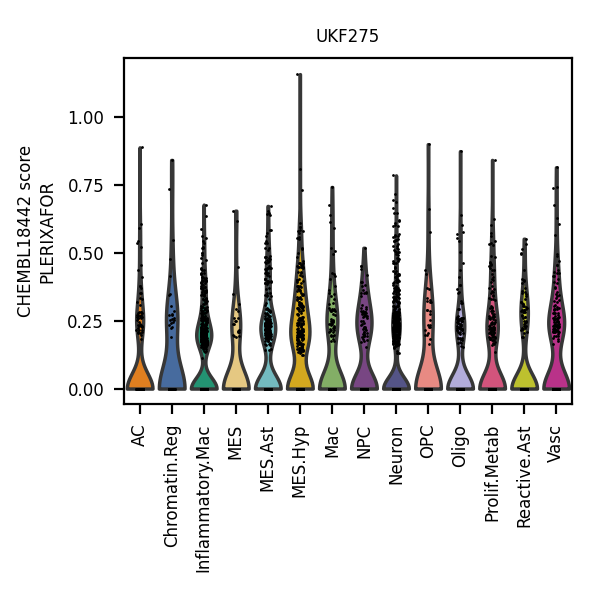 UKF275
CHEMBL18442 score
PLERIXAFOR
1.00
0.75
0.50
0.25
0.00
AC
Chromatin.Reg
Inflammatory.Mac
MES
MES.Ast
MES.Hyp
Mac
NPC
Neuron
OPC
Oligo
Prolif.Metab
Reactive.Ast
Vasc